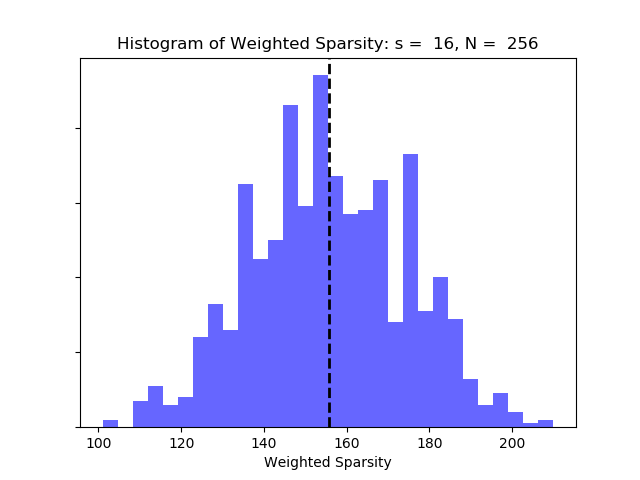 Histogram of Weighted Sparsity: s =  16, N =  256
100 120 140 160 180 200
Weighted Sparsity